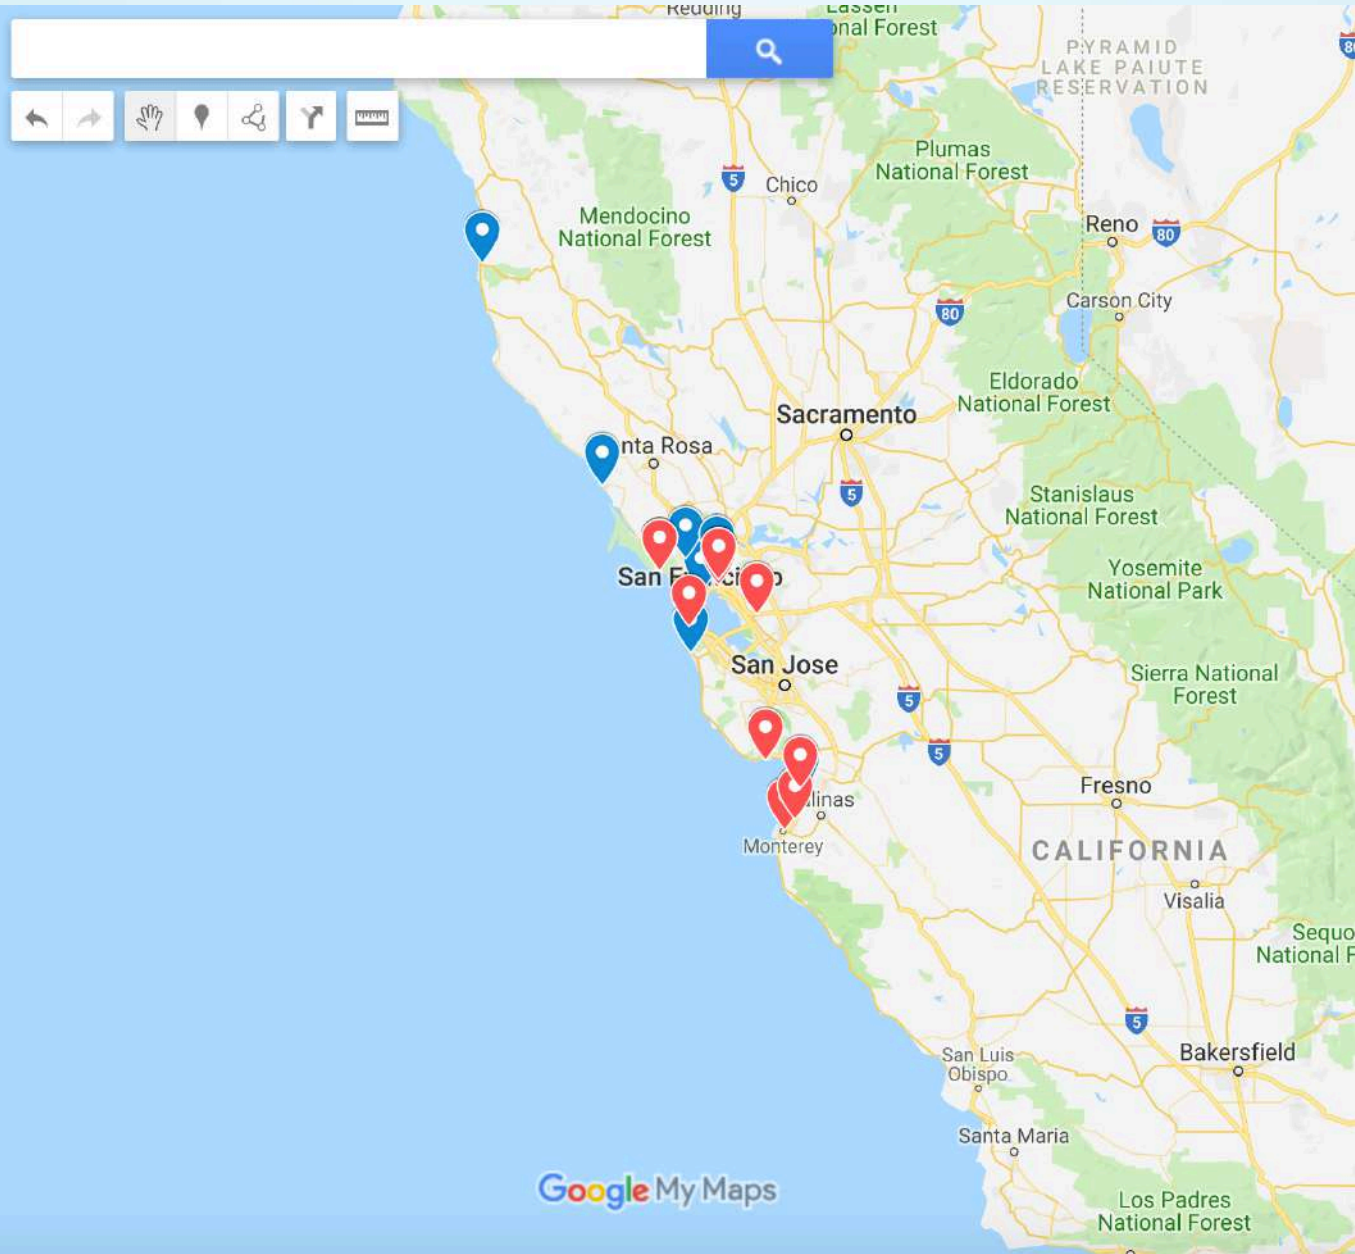 Redding
Lassen
onal Forest
PYRAMID
LAKE PAIUTE
RESERVATION
80
Plumas
National Forest
5
Chico
Mendocino
National Forest
Reno
80
Carson City
80
Eldorado
National Forest
Sacramento
nta Rosa
5
Stanislaus
National Forest
San F
ci
o
Yosemite
National Park
San Jose
Sierra National
Forest
5
5
Fresno
linas
Monterey
CALIFORNIA
Visalia
Sequo
National F
5
San Luis
Obispo
Bakersfield
Santa Maria
Google My Maps
Los Padres
National Forest